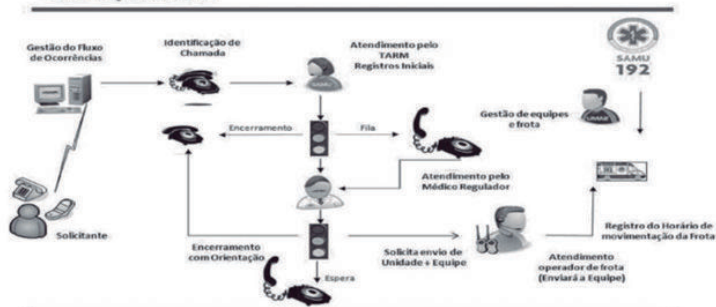 Gestão do Fluxo
de Ocorrências
Identificação de
Chamada
Atendimento pelo
TARM
Registros Iniciais
SAMU
192
Gestão de equipes
e frota
Encerramento
Fila
Atendimento pelo
Médico Regulador
Solicitante
Encerramento
com Orientação
Solicita envio de
Unidade + Equipe
Registro do Horário de
movimentação da Frota
Atendimento
operador de frota
(Enviará a Equipe)
Espera